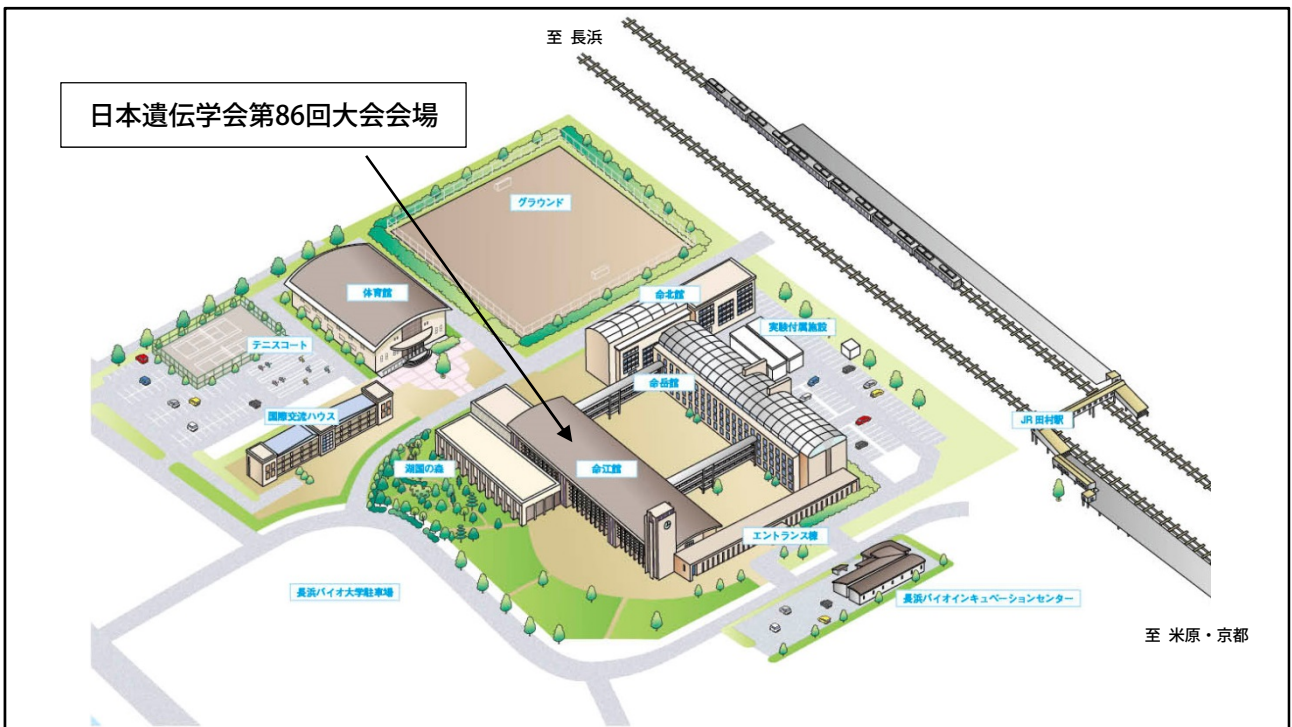 至 長浜
日本遺伝学会第86回大会会場
グラウンド
体育館
命北館
実験付属施設
テニスコート
命岳館
国際交流ハウス
JR 田村駅
湖国の森
命江館
エントランス棟
長浜バイオ大学駐車場
長浜バイオインキュベーションセンター
至 米原・京都